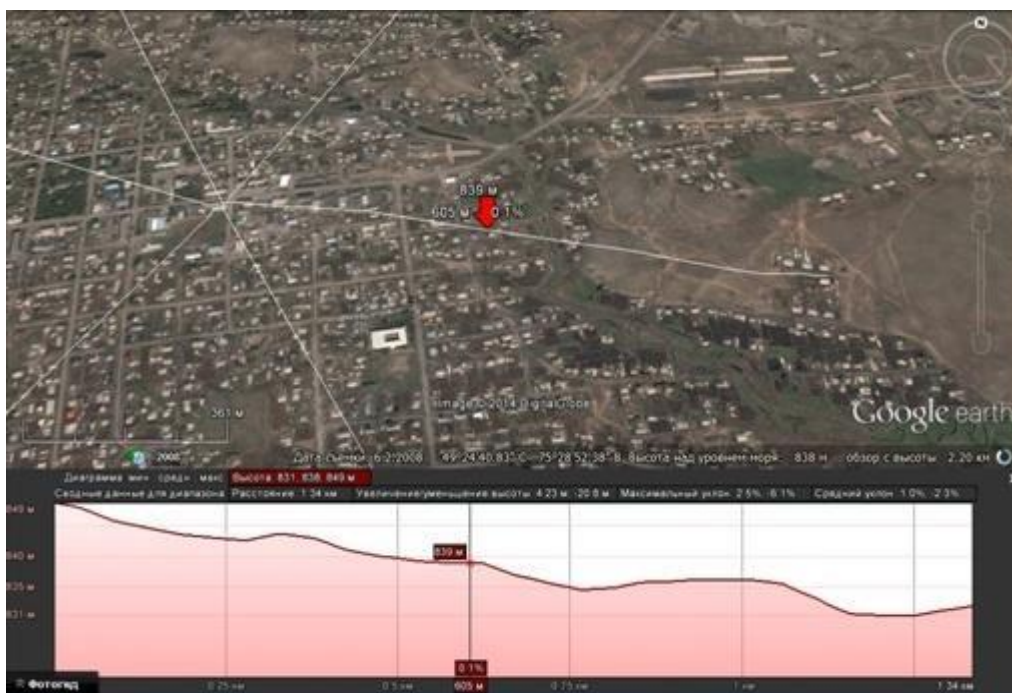 N
839 м
605 м 0.1%
361 м
Image © 2014 DigitalGlobe
Google earth
2008
Дата съемки: 6.2.2008 49°24'40.83" С 75°28'52.38" В Высота над уровнем моря: 838 м обзор с высоты 2.20 км
Диаграмма мин., средн., макс. Высота: 831, 838, 849 м
Сводные данные для диапазона Расстояние: 1.34 км Увеличение/уменьшение высоты: 4.23 м, -20.8 м Максимальный уклон: 2.5%, -6.1% Средний уклон: 1.0%, -2.3%
849 м
840 м
839 м
835 м
831 м
0.1%
Фотогид
0.25 км
0.5 км
605 м
0.75 км
1 км
1.34 км